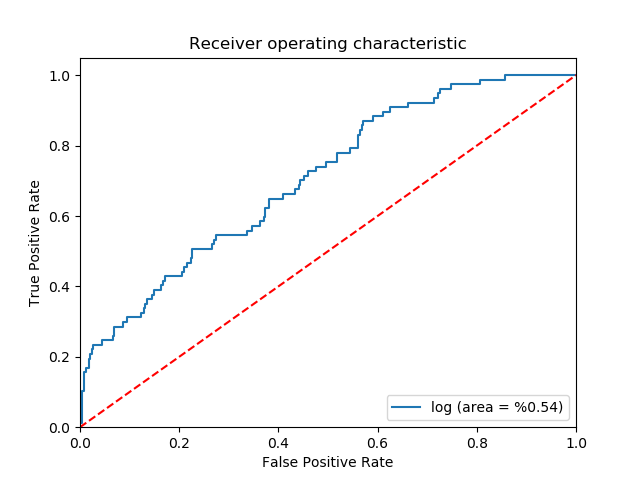 Receiver operating characteristic
True Positive Rate
1.0
0.8
0.6
0.4
0.2
0.0
log (area = %0.54)
0.0 0.2 0.4 0.6 0.8 1.0
False Positive Rate